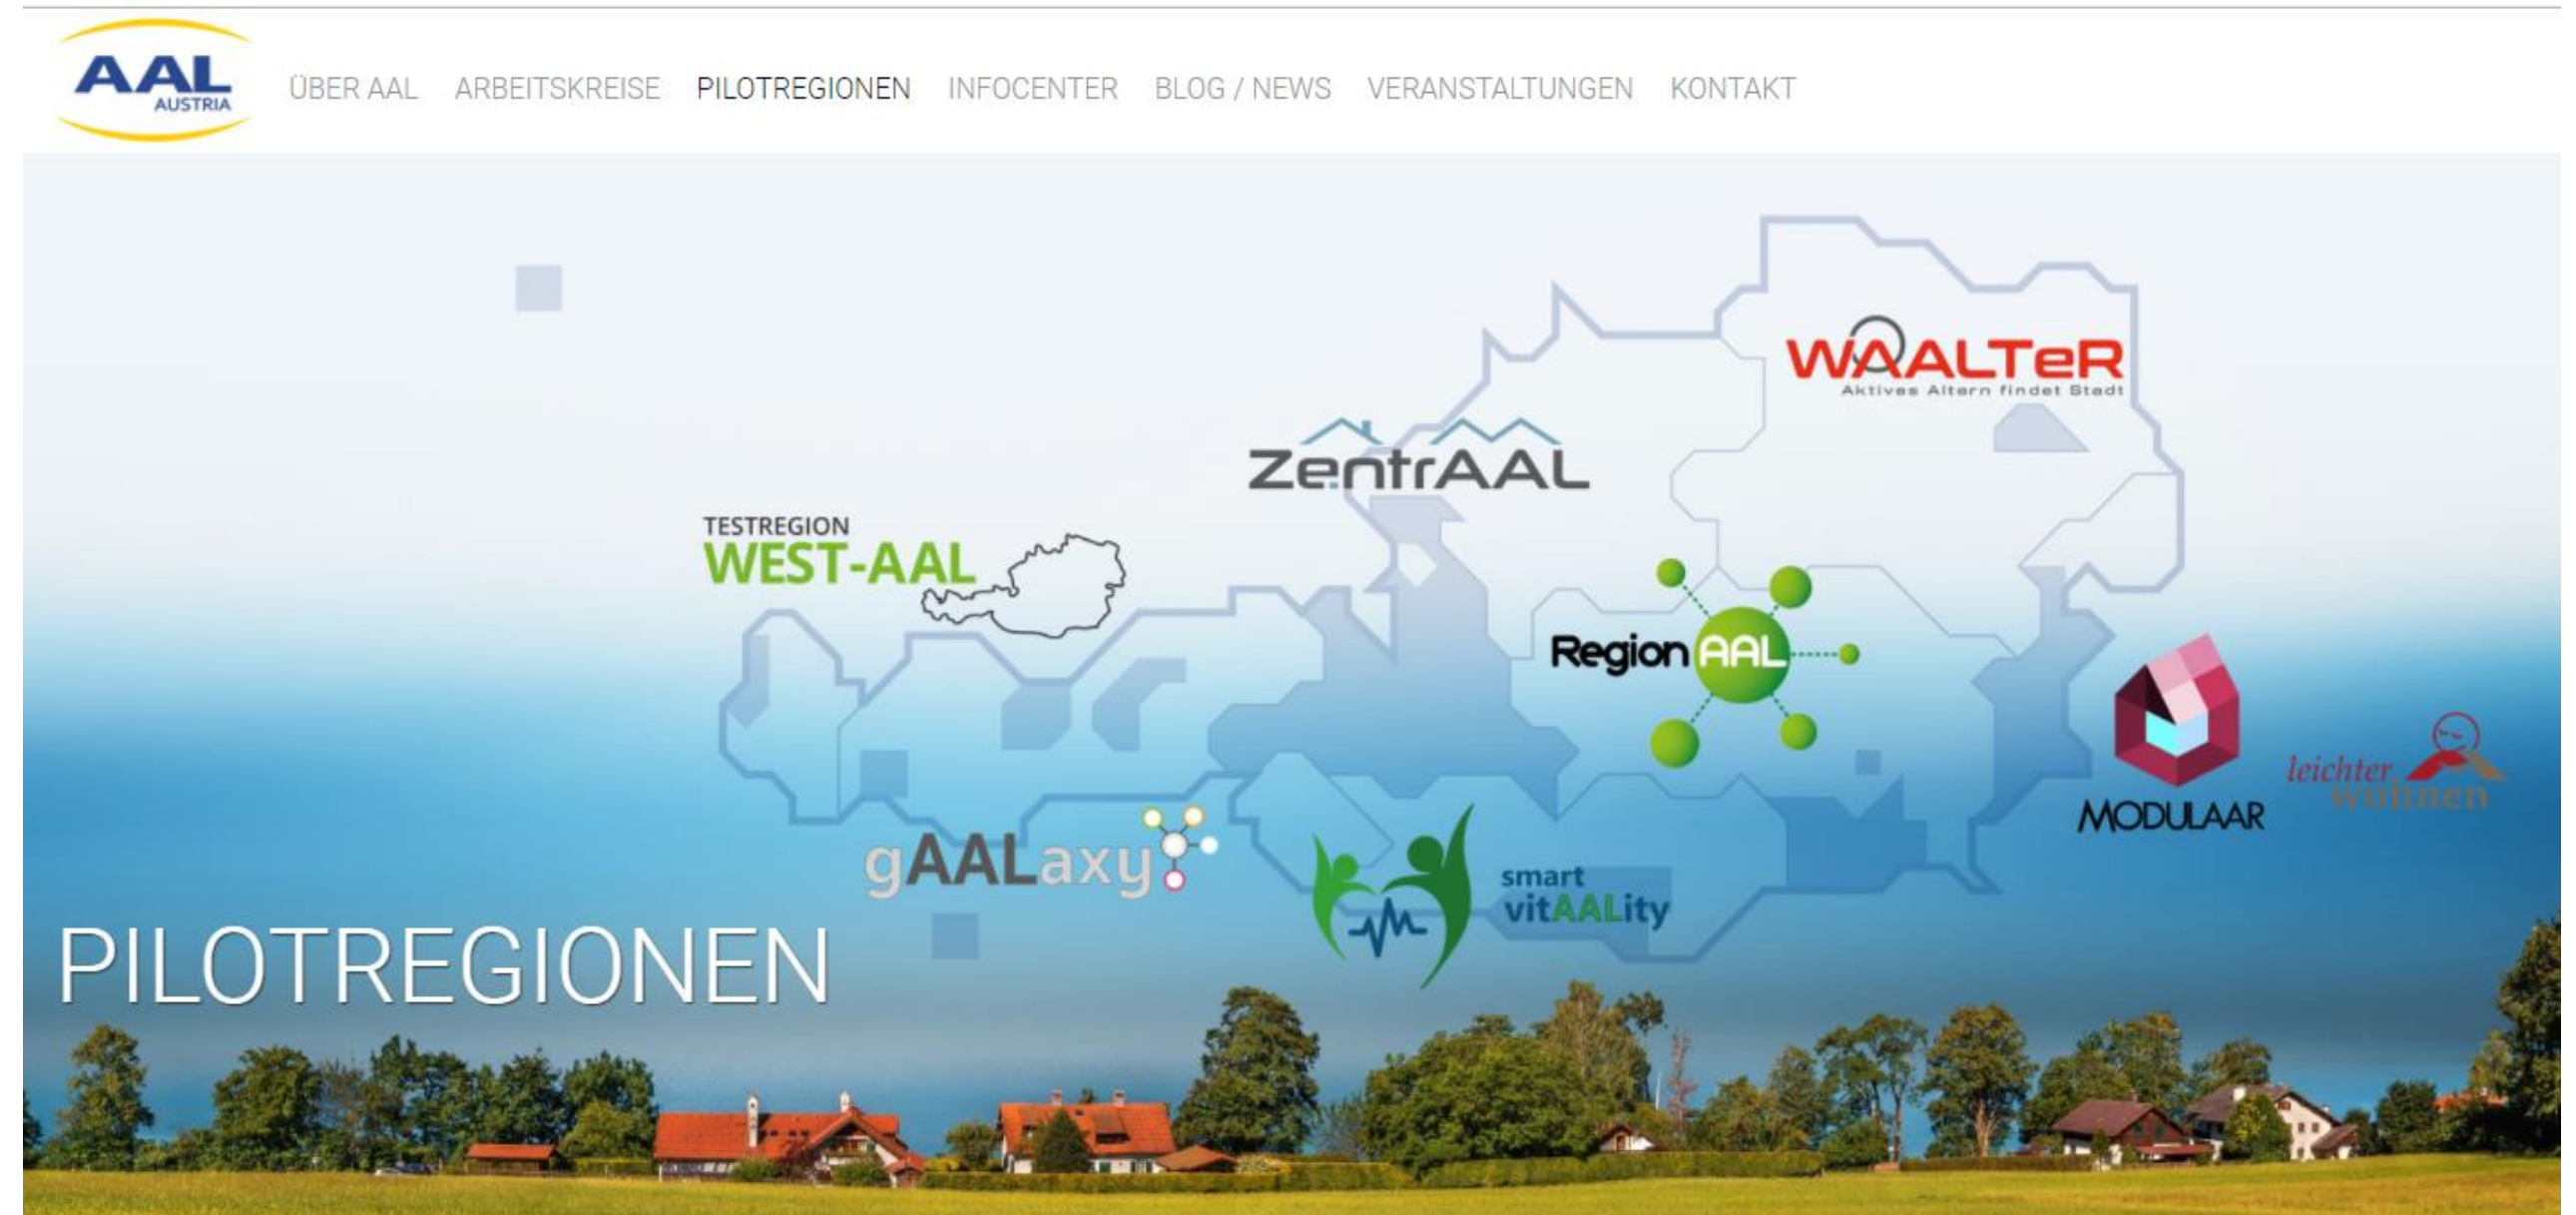 AAL
AUSTRIA
ÜBER AAL ARBEITSKREISE PILOTREGIONEN INFOCENTER BLOG / NEWS VERANSTALTUNGEN KONTAKT
WAALTeR
Aktives Altern findet Stadt
ZentrAAL
TESTREGION
WEST-AAL
Region AAL
MODULAAR
leichter
wohnen
gAALaxy
smart
vitAALity
PILOTREGIONEN